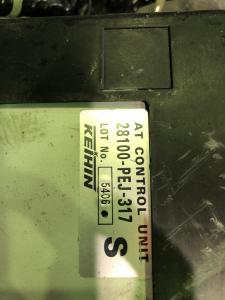 AT CONTROL UNIT
28100-PEJ-317
LOT No. 5406
S
KEIHIN